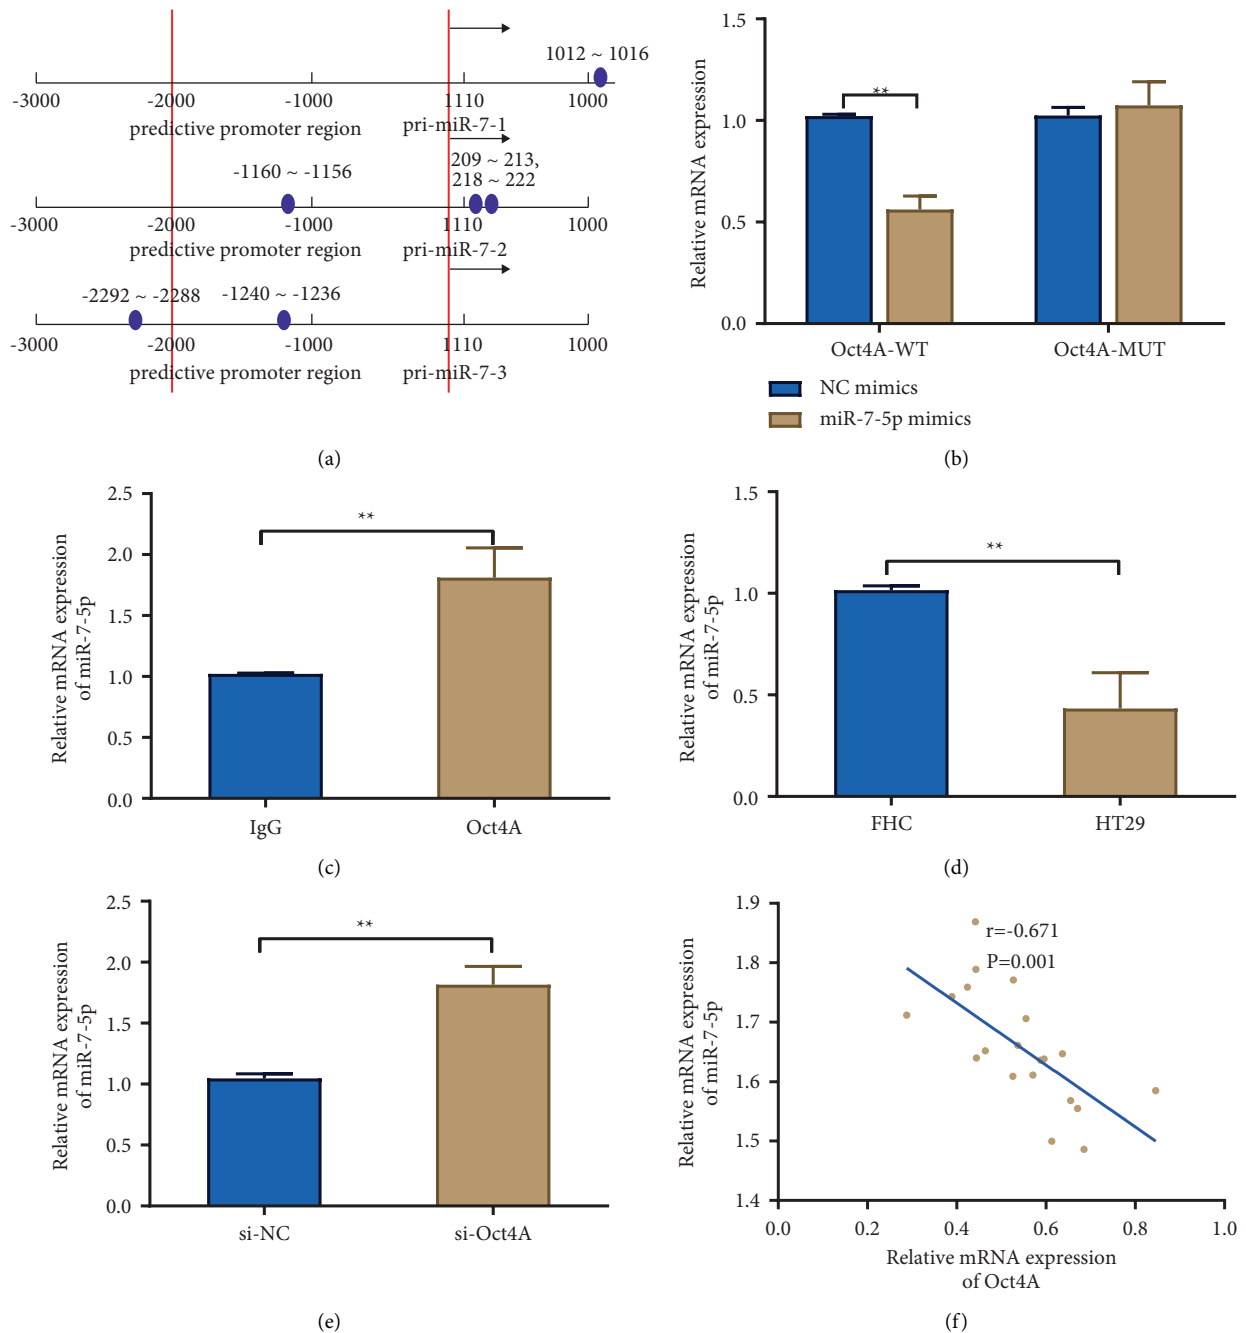 1012 ~ 1016
-3000 -2000 -1000 1110 1000
predictive promoter region pri-miR-7-1
-1160 ~ -1156
209 ~ 213,
218 ~ 222
-3000 -2000 -1000 1110 1000
predictive promoter region pri-miR-7-2
-2292 ~ -2288 -1240 ~ -1236
-3000 -2000 -1000 1110 1000
predictive promoter region pri-miR-7-3
(a)
Relative mRNA expression
1.5
1.0
0.5
0.0
**
Oct4A-WT Oct4A-MUT
NC mimics
miR-7-5p mimics
(b)
Relative mRNA expression
of miR-7-5p
2.5
2.0
1.5
1.0
0.5
0.0
**
IgG Oct4A
(c)
Relative mRNA expression
of miR-7-5p
1.5
1.0
0.5
0.0
**
FHC HT29
(d)
Relative mRNA expression
of miR-7-5p
2.5
2.0
1.5
1.0
0.5
0.0
**
si-NC si-Oct4A
(e)
Relative mRNA expression
of miR-7-5p
1.9
1.8
1.7
1.6
1.5
1.4
r=-0.671
P=0.001
0.0 0.2 0.4 0.6 0.8 1.0
Relative mRNA expression
of Oct4A
(f)